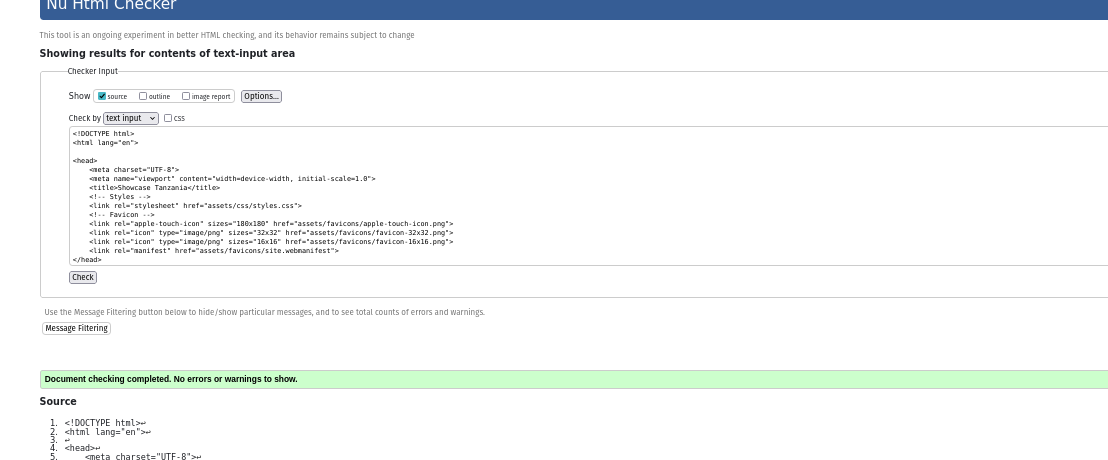 Nu Html Checker
This tool is an ongoing experiment in better HTML checking, and its behavior remains subject to change
Showing results for contents of text-input area
Checker Input
Show source outline image report Options...
Check by text input css
<!DOCTYPE html>
<html lang="en">
<head>
    <meta charset="UTF-8">
    <meta name="viewport" content="width=device-width, initial-scale=1.0">
    <title>Showcase Tanzania</title>
    <!-- Styles -->
    <link rel="stylesheet" href="assets/css/styles.css">
    <!-- Favicon -->
    <link rel="apple-touch-icon" sizes="180x180" href="assets/favicons/apple-touch-icon.png">
    <link rel="icon" type="image/png" sizes="32x32" href="assets/favicons/favicon-32x32.png">
    <link rel="icon" type="image/png" sizes="16x16" href="assets/favicons/favicon-16x16.png">
    <link rel="manifest" href="assets/favicons/site.webmanifest">
</head>
Check
Use the Message Filtering button below to hide/show particular messages, and to see total counts of errors and warnings.
Message Filtering
Document checking completed. No errors or warnings to show.
Source
1. <!DOCTYPE html>↩
2. <html lang="en">↩
3. ↩
4. <head>↩
5.     <meta charset="UTF-8">↩